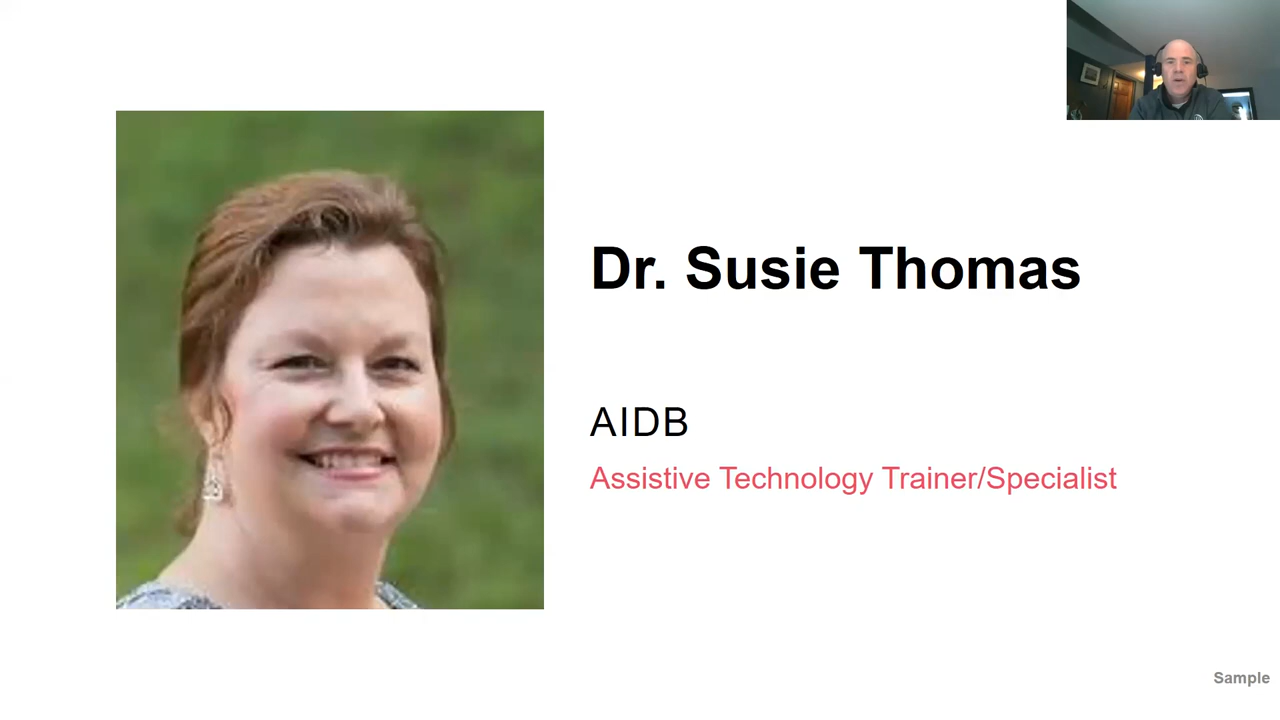 Dr. Susie Thomas
AIDB
Assistive Technology Trainer/Specialist
Sample